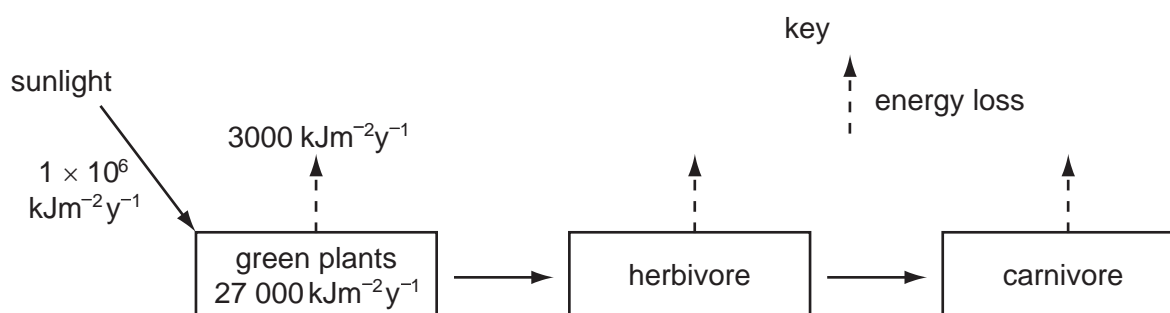 key
sunlight
energy loss
3000 kJm⁻²y⁻¹
1 × 10⁶
kJm⁻²y⁻¹
green plants
27 000 kJm⁻²y⁻¹
herbivore
carnivore